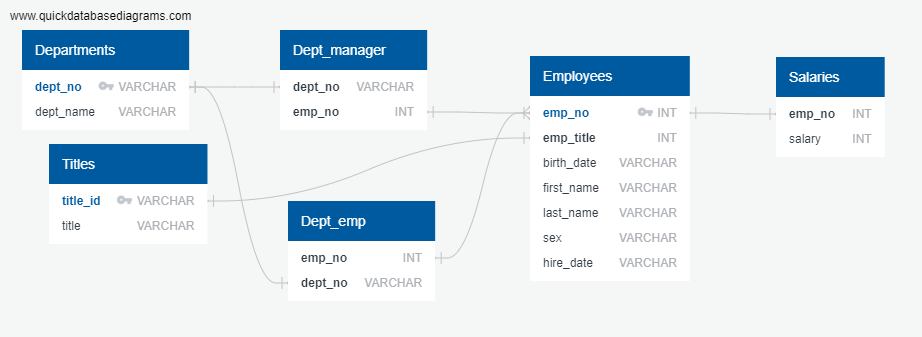 www.quickdatabasediagrams.com
Departments
dept_no VARCHAR
dept_name VARCHAR
Dept_manager
dept_no VARCHAR
emp_no INT
Employees
emp_no INT
emp_title INT
birth_date VARCHAR
first_name VARCHAR
last_name VARCHAR
sex VARCHAR
hire_date VARCHAR
Salaries
emp_no INT
salary INT
Titles
title_id VARCHAR
title VARCHAR
Dept_emp
emp_no INT
dept_no VARCHAR